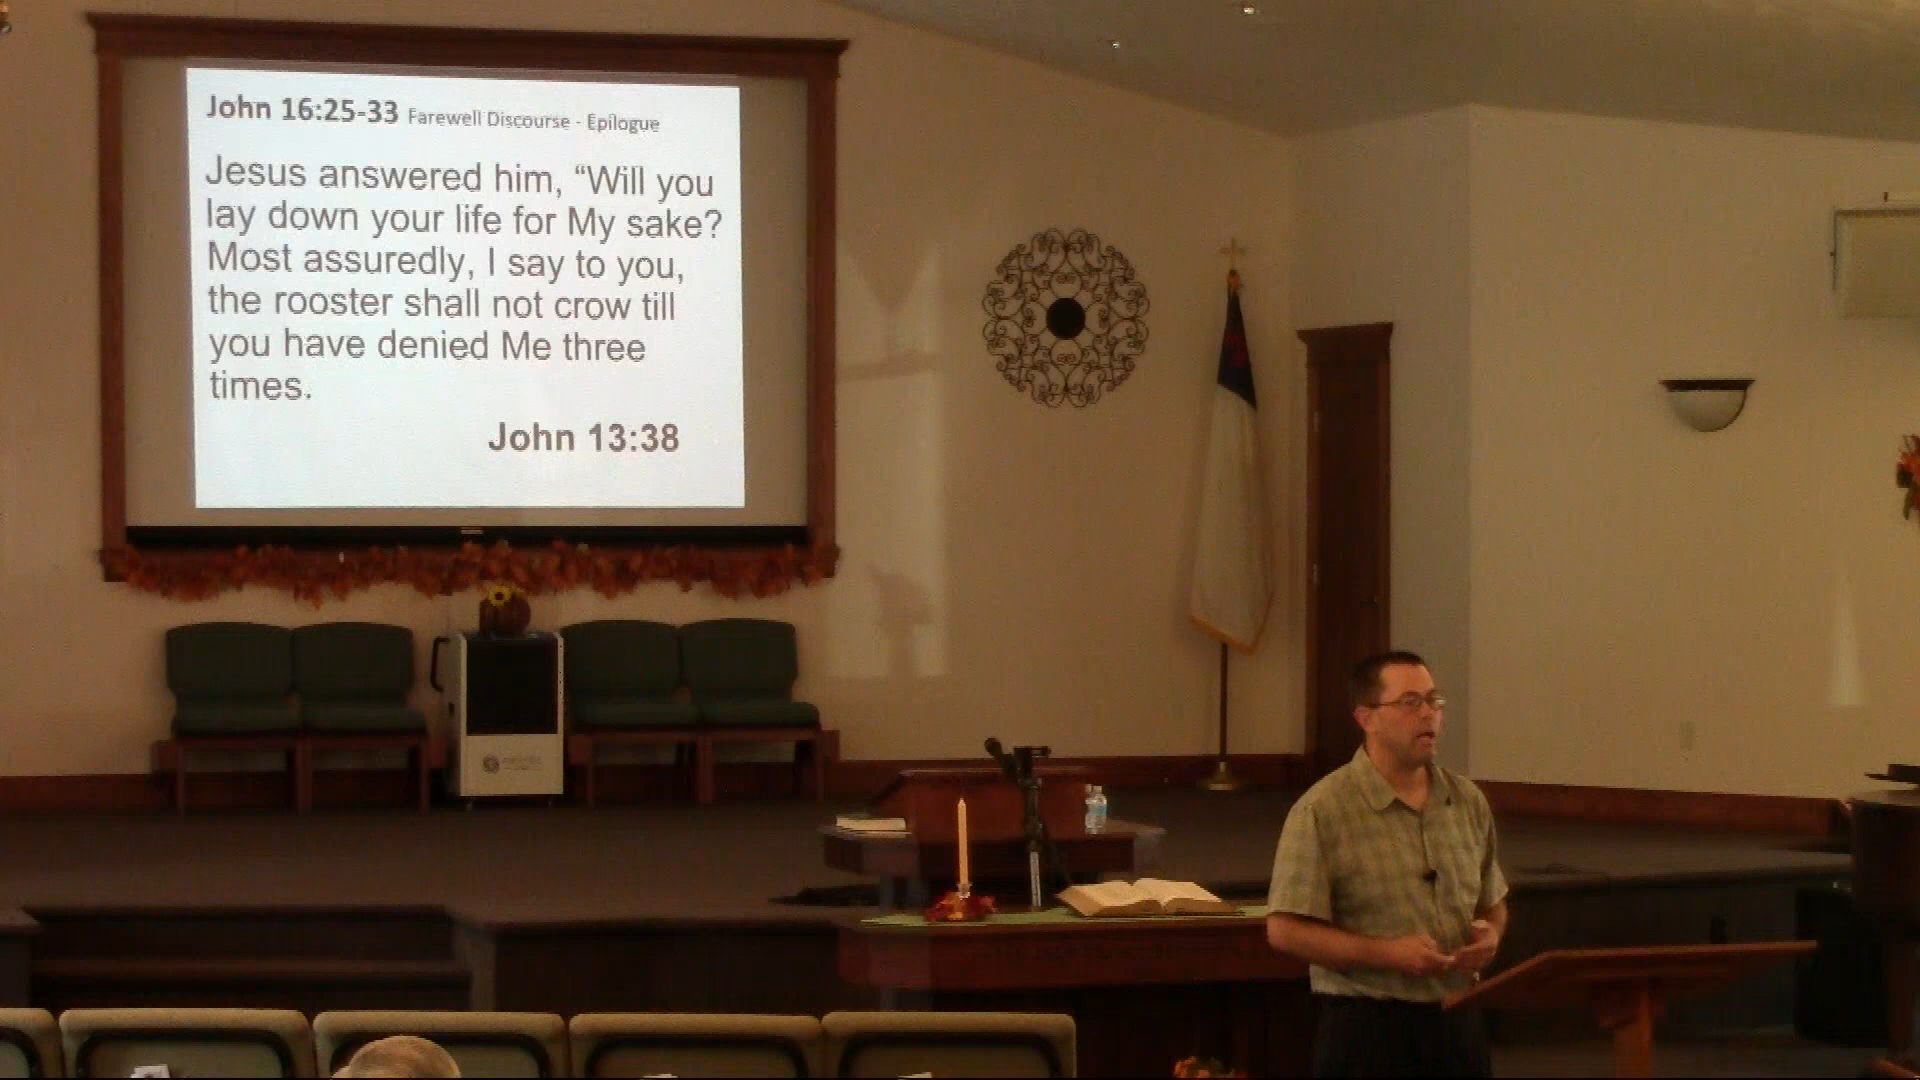 John 16:25-33 Farewell Discourse - Epilogue
Jesus answered him, “Will you
lay down your life for My sake?
Most assuredly, I say to you,
the rooster shall not crow till
you have denied Me three
times.
John 13:38